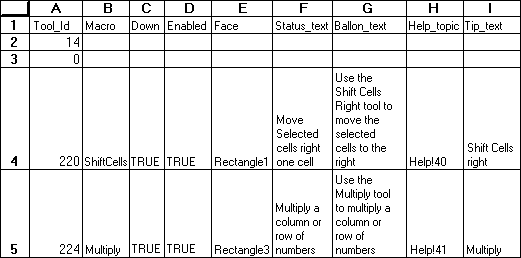 A B C D E F G H I
1 Tool_Id Macro Down Enabled Face Status_text Ballon_text Help_topic Tip_text
2 14
3 0
4 220 ShiftCells TRUE TRUE Rectangle1 Move Selected cells right one cell Use the Shift Cells Right tool to move the selected cells to the right Help!40 Shift Cells right
5 224 Multiply TRUE TRUE Rectangle3 Multiply a column or row of numbers Use the Multiply tool to multiply a column or row of numbers Help!41 Multiply